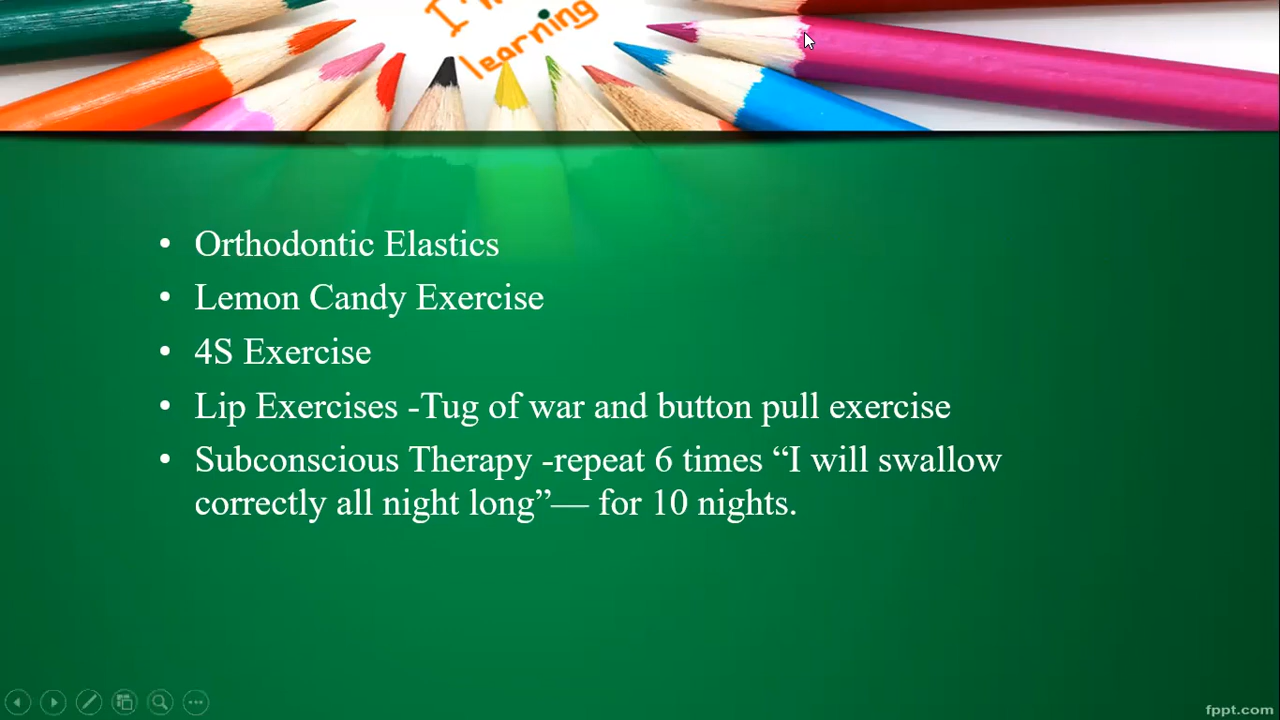 I'm
learning
• Orthodontic Elastics
• Lemon Candy Exercise
• 4S Exercise
• Lip Exercises -Tug of war and button pull exercise
• Subconscious Therapy -repeat 6 times “I will swallow
correctly all night long”— for 10 nights.
fppt.com